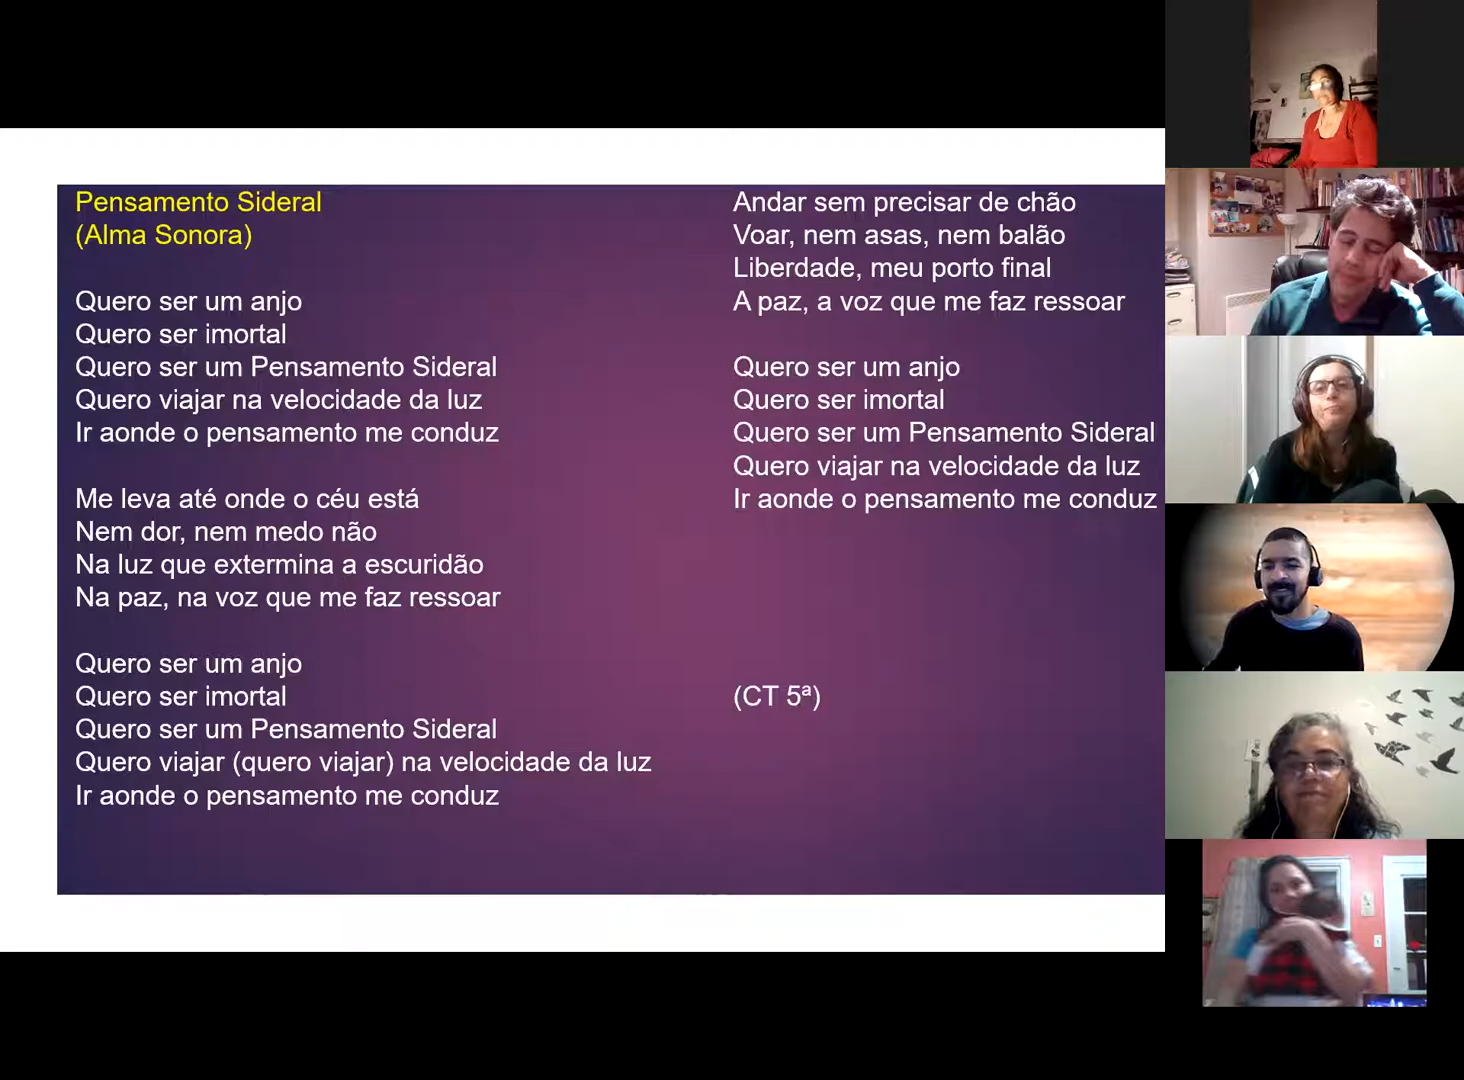 Pensamento Sideral
(Alma Sonora)
Quero ser um anjo
Quero ser imortal
Quero ser um Pensamento Sideral
Quero viajar na velocidade da luz
Ir aonde o pensamento me conduz
Me leva até onde o céu está
Nem dor, nem medo não
Na luz que extermina a escuridão
Na paz, na voz que me faz ressoar
Quero ser um anjo
Quero ser imortal
Quero ser um Pensamento Sideral
Quero viajar (quero viajar) na velocidade da luz
Ir aonde o pensamento me conduz
Andar sem precisar de chão
Voar, nem asas, nem balão
Liberdade, meu porto final
A paz, a voz que me faz ressoar
Quero ser um anjo
Quero ser imortal
Quero ser um Pensamento Sideral
Quero viajar na velocidade da luz
Ir aonde o pensamento me conduz
(CT 5ª)